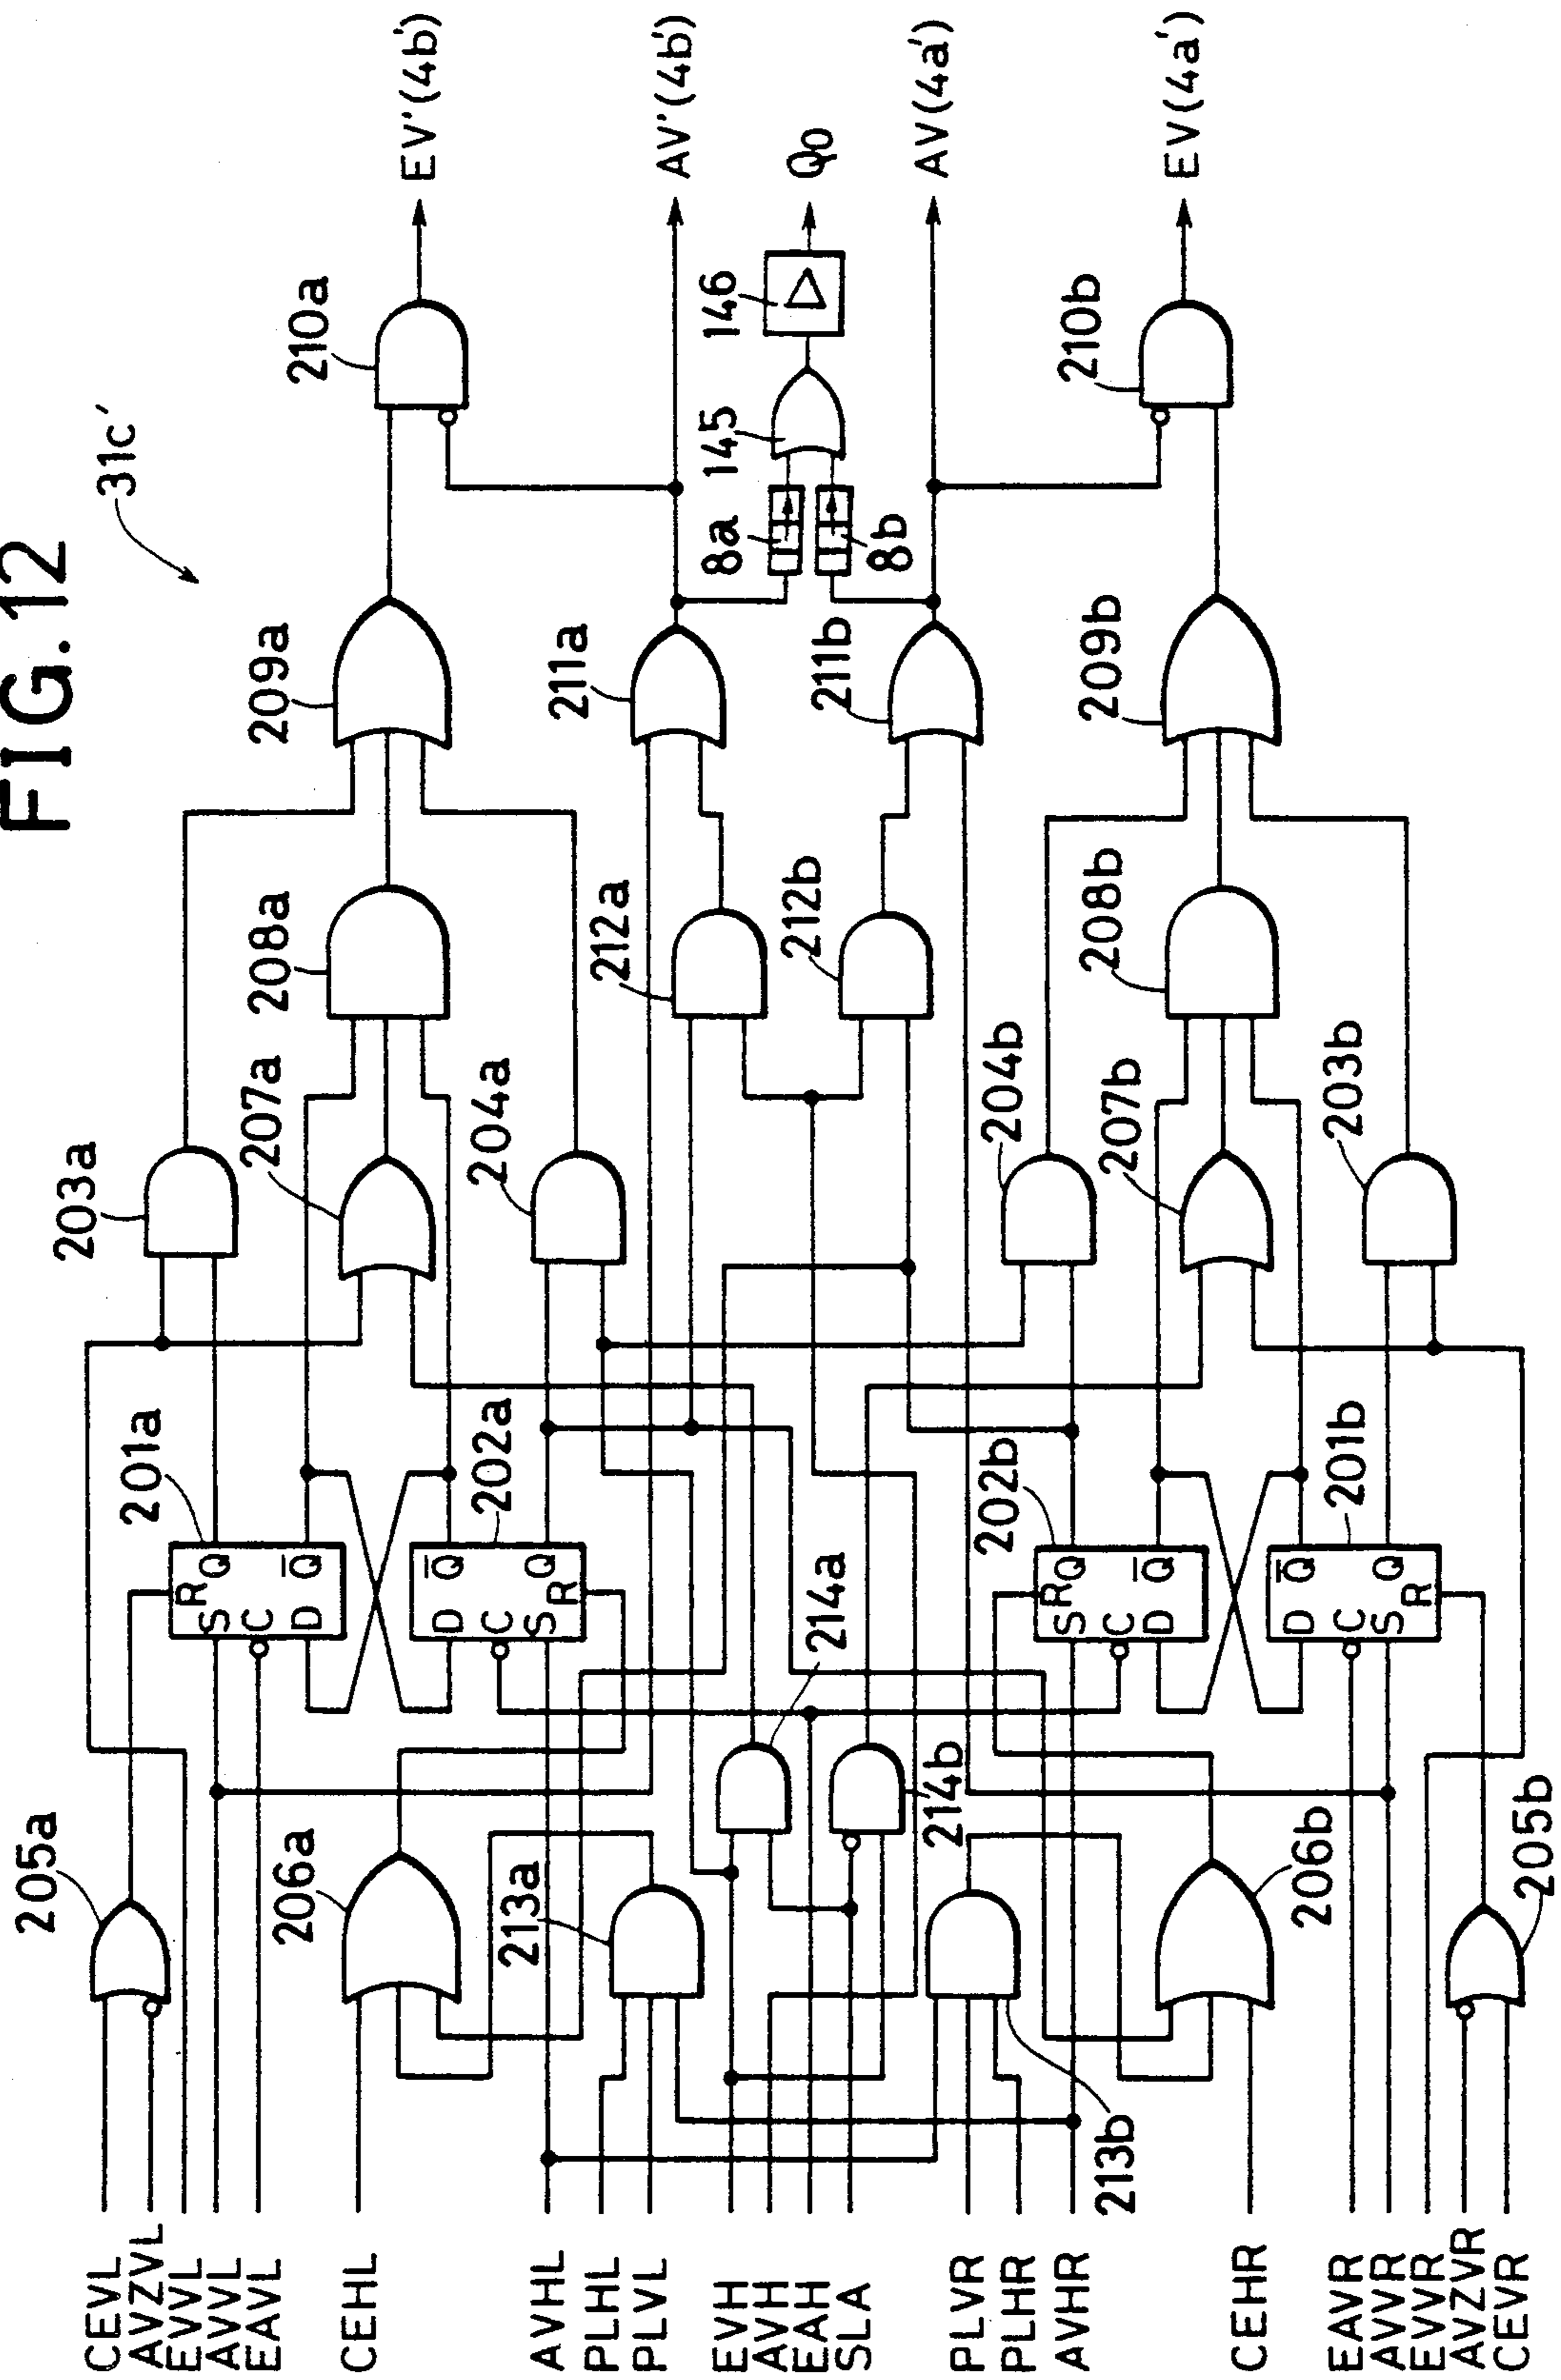 FIG. 12
31c'
EV'(4b')
AV'(4b')
Q0
AV(4a')
EV(4a')
210a
146
210b
145
8a
8b
209a
211a
211b
209b
208a
212a
212b
208b
203a
207a
204a
204b
207b
203b
201a
202a
202b
201b
R
S Q
C
D Q̅
D Q̅
C
S Q
R
R
S Q
C
D Q̅
D Q̅
C
S Q
R
214a
214b
205a
206a
213a
213b
206b
205b
CEVL
AVZVL
EVVL
AVVL
EAVL
CEHL
AVHL
PLHL
PLVL
EVH
AVH
EAH
SLA
PLVR
PLHR
AVHR
CEHR
EAVR
AVVR
EVVR
AVZVR
CEVR